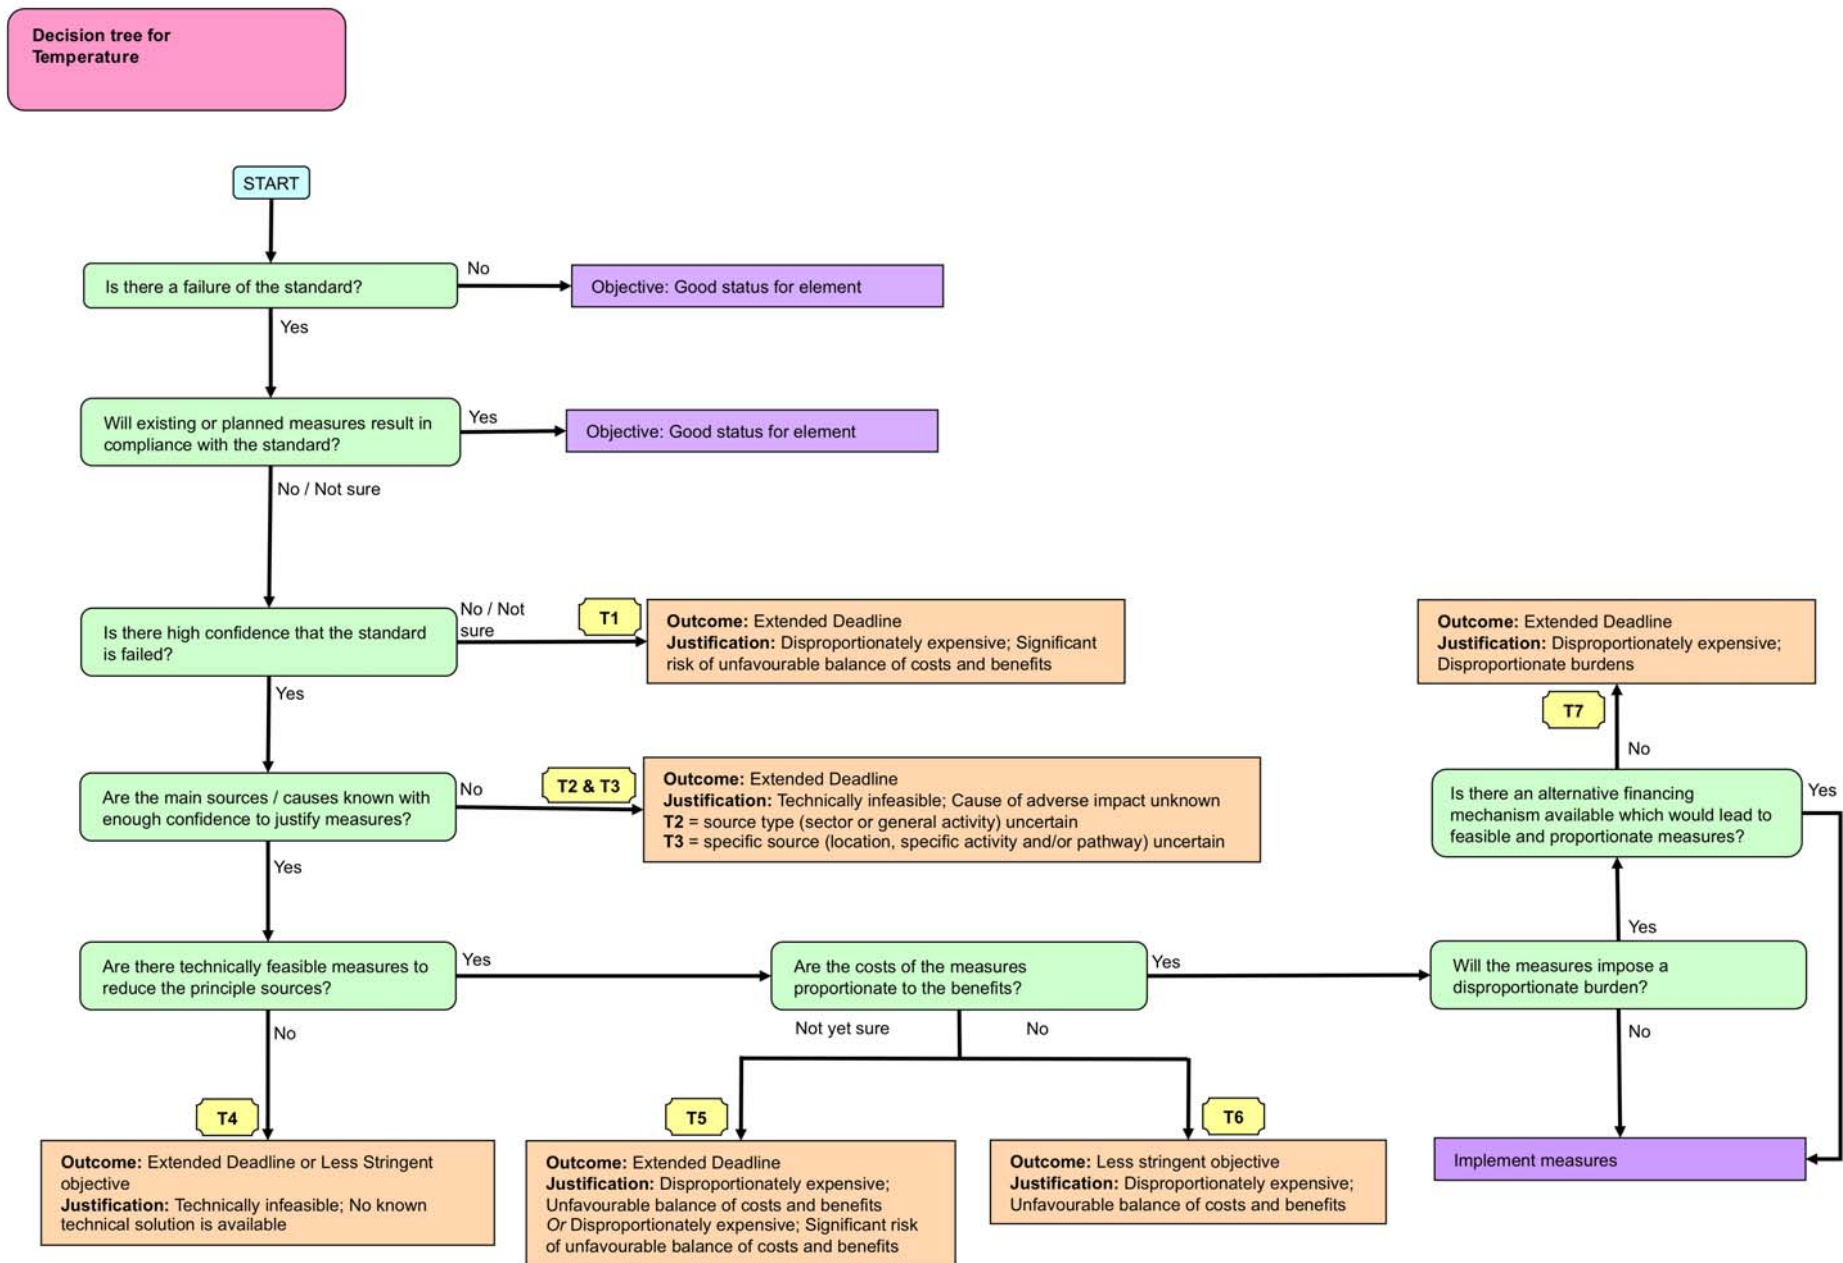 Decision tree for
Temperature
START
Is there a failure of the standard?
No
Objective: Good status for element
Yes
Will existing or planned measures result in
compliance with the standard?
Yes
Objective: Good status for element
No / Not sure
Is there high confidence that the standard
is failed?
No / Not
sure
T1
Outcome: Extended Deadline
Justification: Disproportionately expensive; Significant
risk of unfavourable balance of costs and benefits
Yes
Are the main sources / causes known with
enough confidence to justify measures?
No
T2 & T3
Outcome: Extended Deadline
Justification: Technically infeasible; Cause of adverse impact unknown
T2 = source type (sector or general activity) uncertain
T3 = specific source (location, specific activity and/or pathway) uncertain
Yes
Are there technically feasible measures to
reduce the principle sources?
Yes
Are the costs of the measures
proportionate to the benefits?
Yes
Will the measures impose a
disproportionate burden?
Yes
Is there an alternative financing
mechanism available which would lead to
feasible and proportionate measures?
Yes
No
T7
Outcome: Extended Deadline
Justification: Disproportionately expensive;
Disproportionate burdens
No
T4
Outcome: Extended Deadline or Less Stringent
objective
Justification: Technically infeasible; No known
technical solution is available
Not yet sure
No
T5
Outcome: Extended Deadline
Justification: Disproportionately expensive;
Unfavourable balance of costs and benefits
Or Disproportionately expensive; Significant risk
of unfavourable balance of costs and benefits
T6
Outcome: Less stringent objective
Justification: Disproportionately expensive;
Unfavourable balance of costs and benefits
No
Implement measures